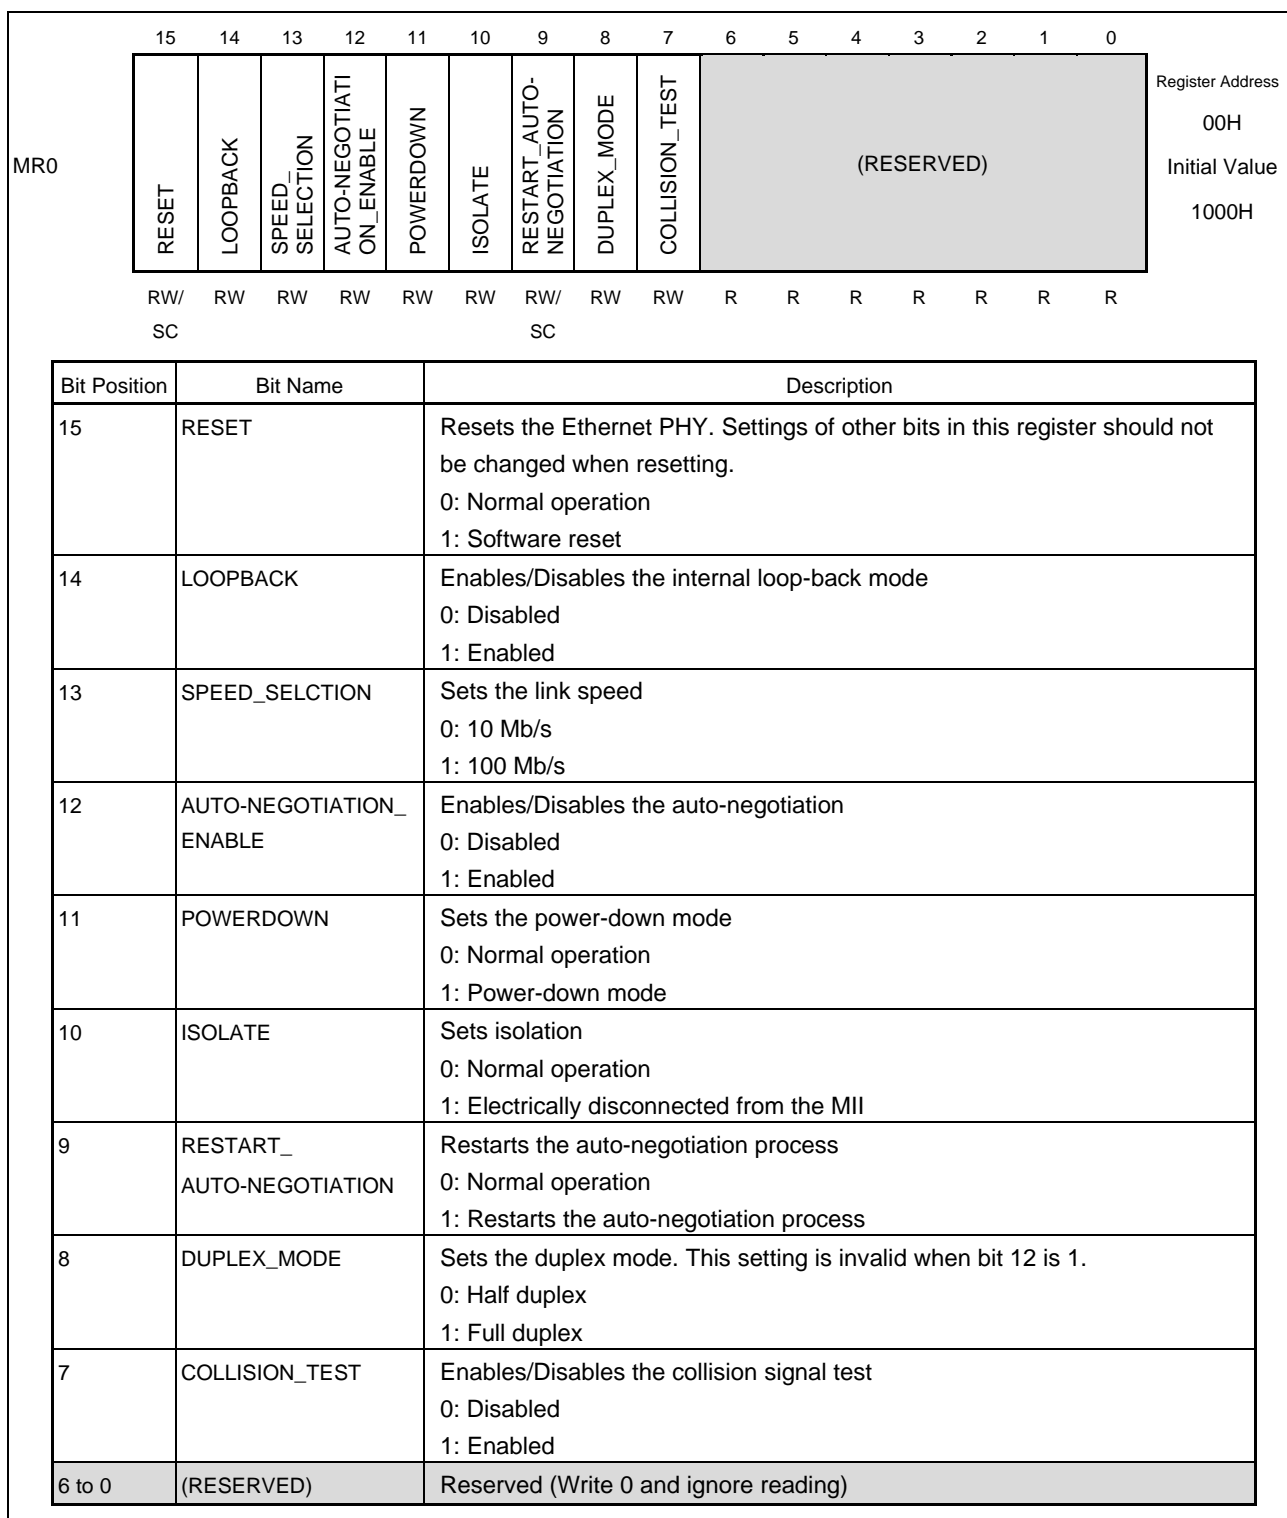 15 14 13 12 11 10 9 8 7 6 5 4 3 2 1 0
MR0
RESET
LOOPBACK
SPEED_
SELECTION
AUTO-NEGOTIATI
ON_ENABLE
POWERDOWN
ISOLATE
RESTART_AUTO-
NEGOTIATION
DUPLEX_MODE
COLLISION_TEST
(RESERVED)
Register Address
00H
Initial Value
1000H
RW/ RW RW RW RW RW RW/ RW RW R R R R R R R
SC SC
Bit Position Bit Name Description
15 RESET Resets the Ethernet PHY. Settings of other bits in this register should not
be changed when resetting.
0: Normal operation
1: Software reset
14 LOOPBACK Enables/Disables the internal loop-back mode
0: Disabled
1: Enabled
13 SPEED_SELCTION Sets the link speed
0: 10 Mb/s
1: 100 Mb/s
12 AUTO-NEGOTIATION_ Enables/Disables the auto-negotiation
ENABLE 0: Disabled
1: Enabled
11 POWERDOWN Sets the power-down mode
0: Normal operation
1: Power-down mode
10 ISOLATE Sets isolation
0: Normal operation
1: Electrically disconnected from the MII
9 RESTART_ Restarts the auto-negotiation process
AUTO-NEGOTIATION 0: Normal operation
1: Restarts the auto-negotiation process
8 DUPLEX_MODE Sets the duplex mode. This setting is invalid when bit 12 is 1.
0: Half duplex
1: Full duplex
7 COLLISION_TEST Enables/Disables the collision signal test
0: Disabled
1: Enabled
6 to 0 (RESERVED) Reserved (Write 0 and ignore reading)